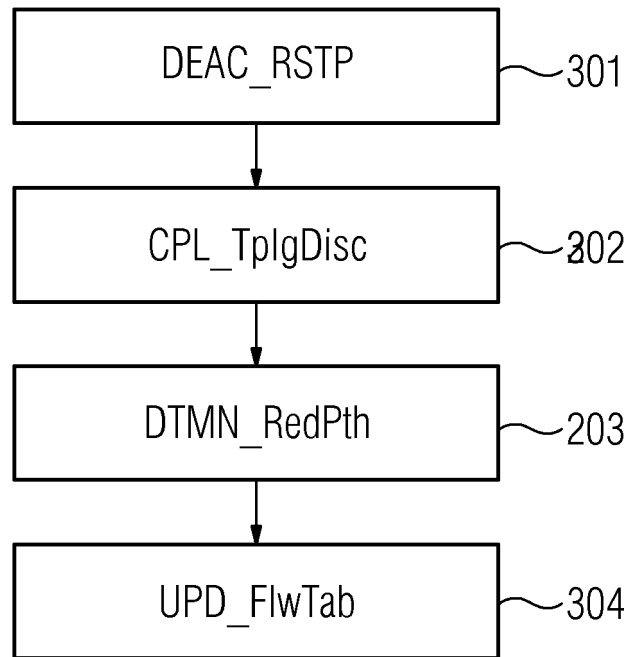 DEAC_RSTP
301
CPL_TplgDisc
302
DTMN_RedPth
203
UPD_FlwTab
304